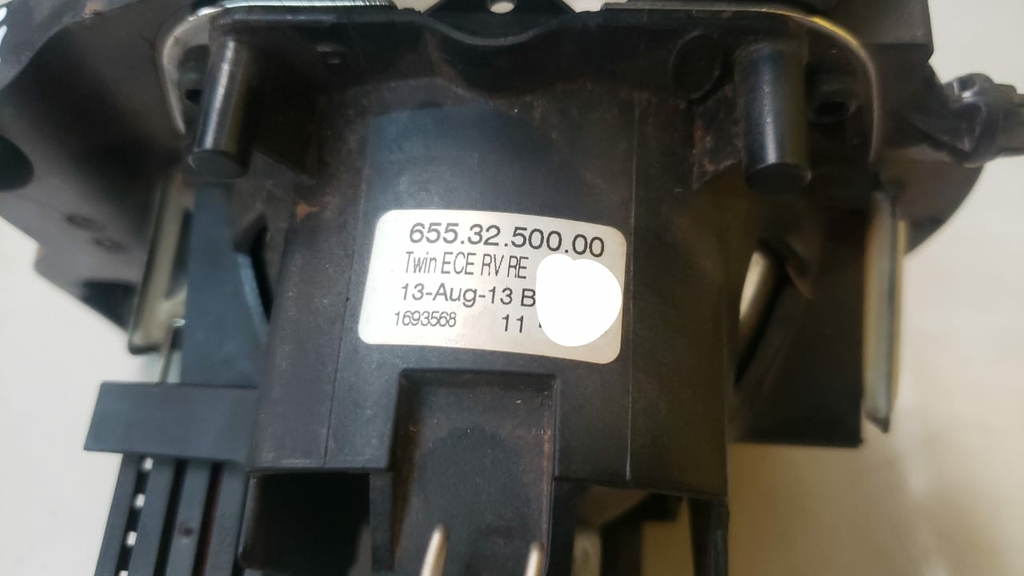 655.32.500.00
Twin ECE RV RE
13-Aug-13 B
1693568 11